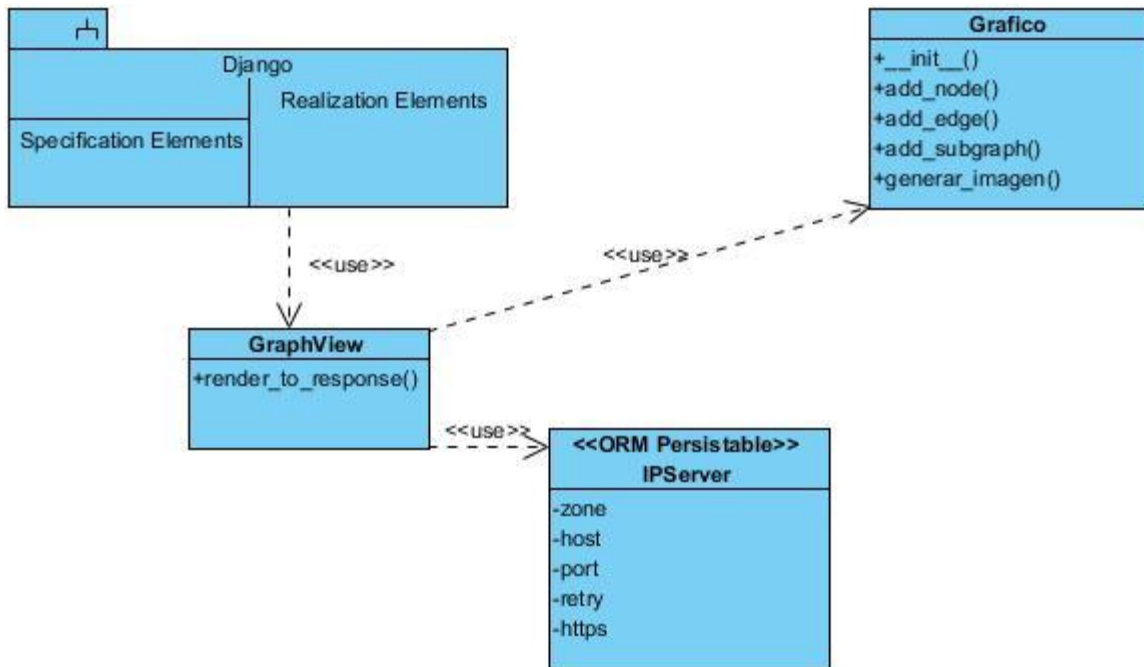 Django
Realization Elements
Specification Elements
<<use>>
GraphView
+render_to_response()
<<use>>
Grafico
+__init__()
+add_node()
+add_edge()
+add_subgraph()
+generar_imagen()
<<use>>
<<ORM Persistable>>
IPServer
-zone
-host
-port
-retry
-https